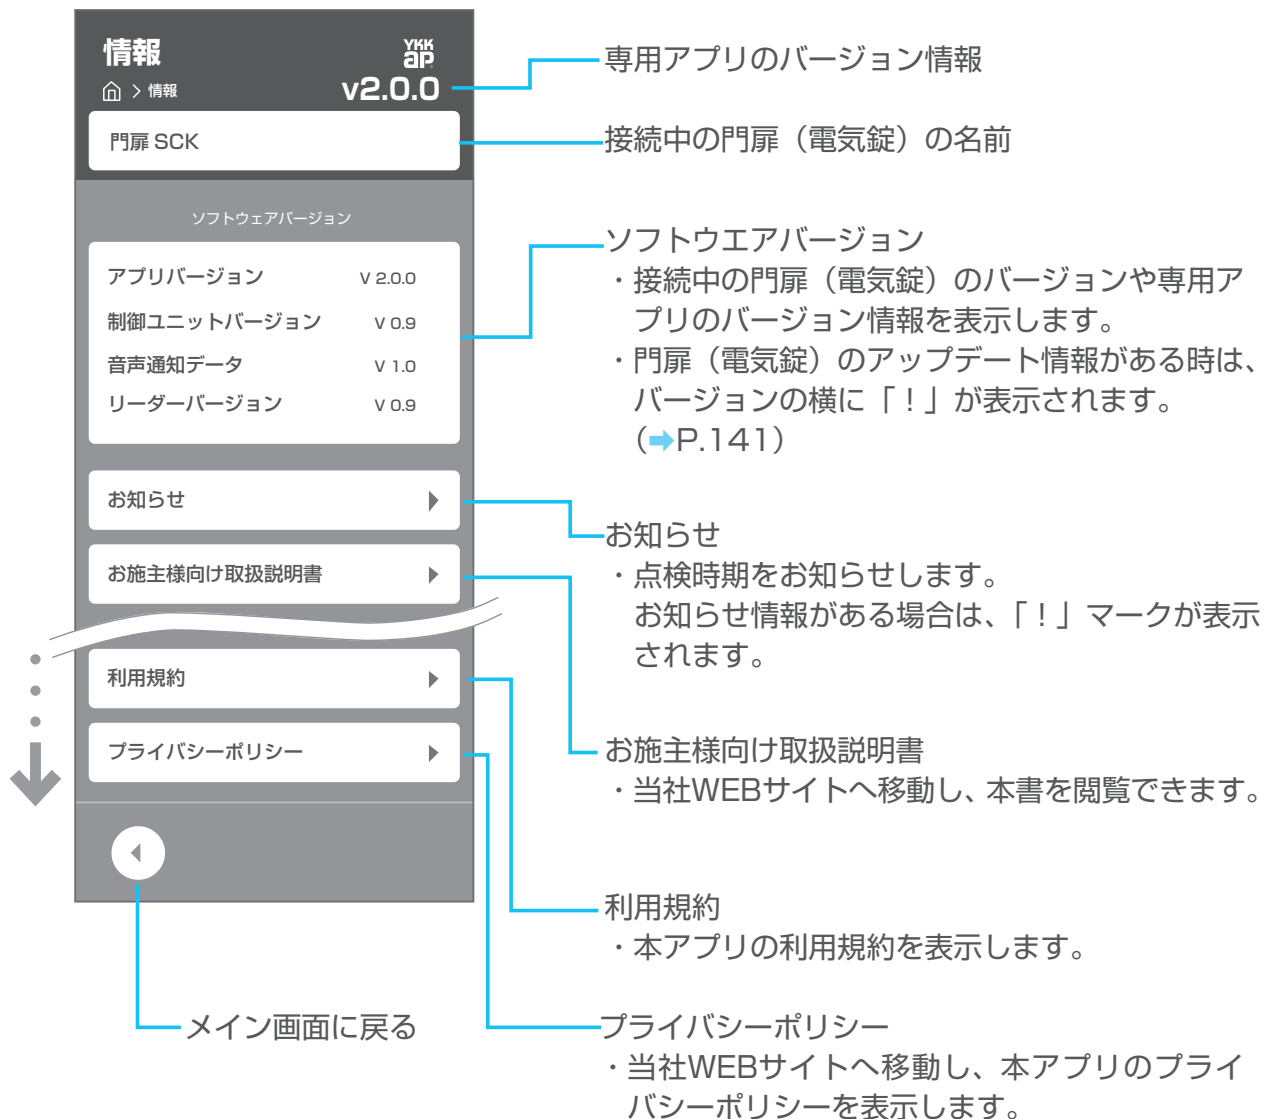 情報
YKK
ap
> 情報
v2.0.0
門扉 SCK
ソフトウェアバージョン
アプリバージョン V 2.0.0
制御ユニットバージョン V 0.9
音声通知データ V 1.0
リーダーバージョン V 0.9
お知らせ
お施主様向け取扱説明書
利用規約
プライバシーポリシー
メイン画面に戻る
専用アプリのバージョン情報
接続中の門扉（電気錠）の名前
ソフトウエアバージョン
・接続中の門扉（電気錠）のバージョンや専用ア
プリのバージョン情報を表示します。
・門扉（電気錠）のアップデート情報がある時は、
バージョンの横に「！」が表示されます。
（➡P.141）
お知らせ
・点検時期をお知らせします。
お知らせ情報がある場合は、「！」マークが表示
されます。
お施主様向け取扱説明書
・当社WEBサイトへ移動し、本書を閲覧できます。
利用規約
・本アプリの利用規約を表示します。
プライバシーポリシー
・当社WEBサイトへ移動し、本アプリのプライ
バシーポリシーを表示します。